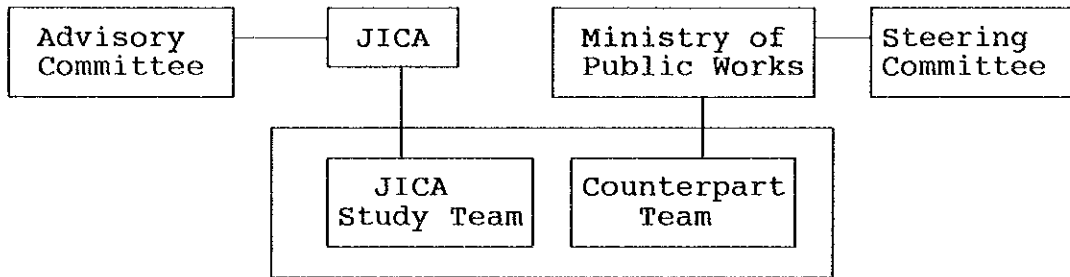 Advisory
Committee
JICA
Ministry of
Public Works
Steering
Committee
JICA
Study Team
Counterpart
Team